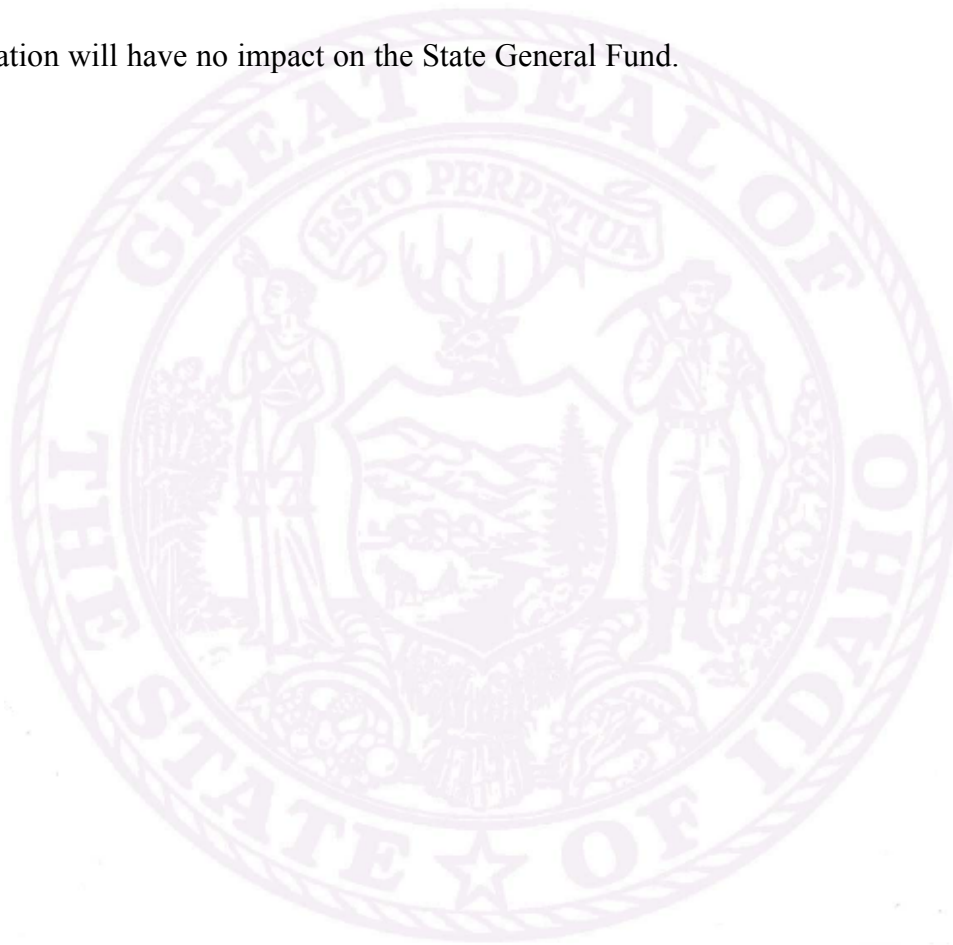 ation will have no impact on the State General Fund.
GREAT SEAL OF
ESTO PERPETUA
THE STATE OF IDAHO